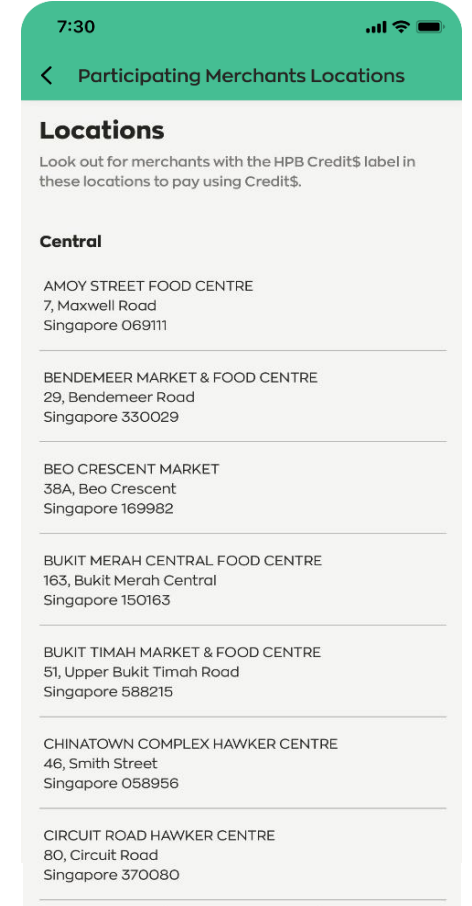 7:30
Participating Merchants Locations
Locations
Look out for merchants with the HPB Credit$ label in
these locations to pay using Credit$.
Central
AMOY STREET FOOD CENTRE
7, Maxwell Road
Singapore 069111
BENDEMEER MARKET & FOOD CENTRE
29, Bendemeer Road
Singapore 330029
BEO CRESCENT MARKET
38A, Beo Crescent
Singapore 169982
BUKIT MERAH CENTRAL FOOD CENTRE
163, Bukit Merah Central
Singapore 150163
BUKIT TIMAH MARKET & FOOD CENTRE
51, Upper Bukit Timah Road
Singapore 588215
CHINATOWN COMPLEX HAWKER CENTRE
46, Smith Street
Singapore 058956
CIRCUIT ROAD HAWKER CENTRE
80, Circuit Road
Singapore 370080